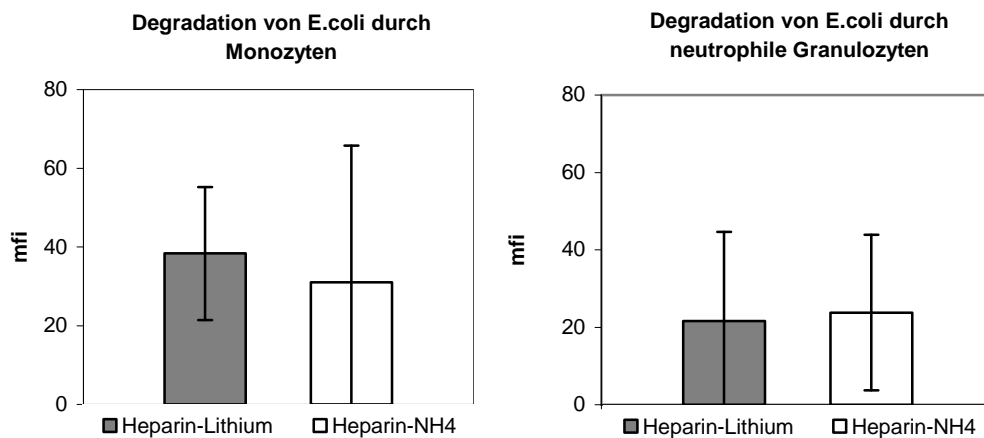 Degradation von E.coli durch
Monozyten
80
60
40
20
0
mfi
Heparin-Lithium
Heparin-NH4
Degradation von E.coli durch
neutrophile Granulozyten
80
60
40
20
0
mfi
Heparin-Lithium
Heparin-NH4